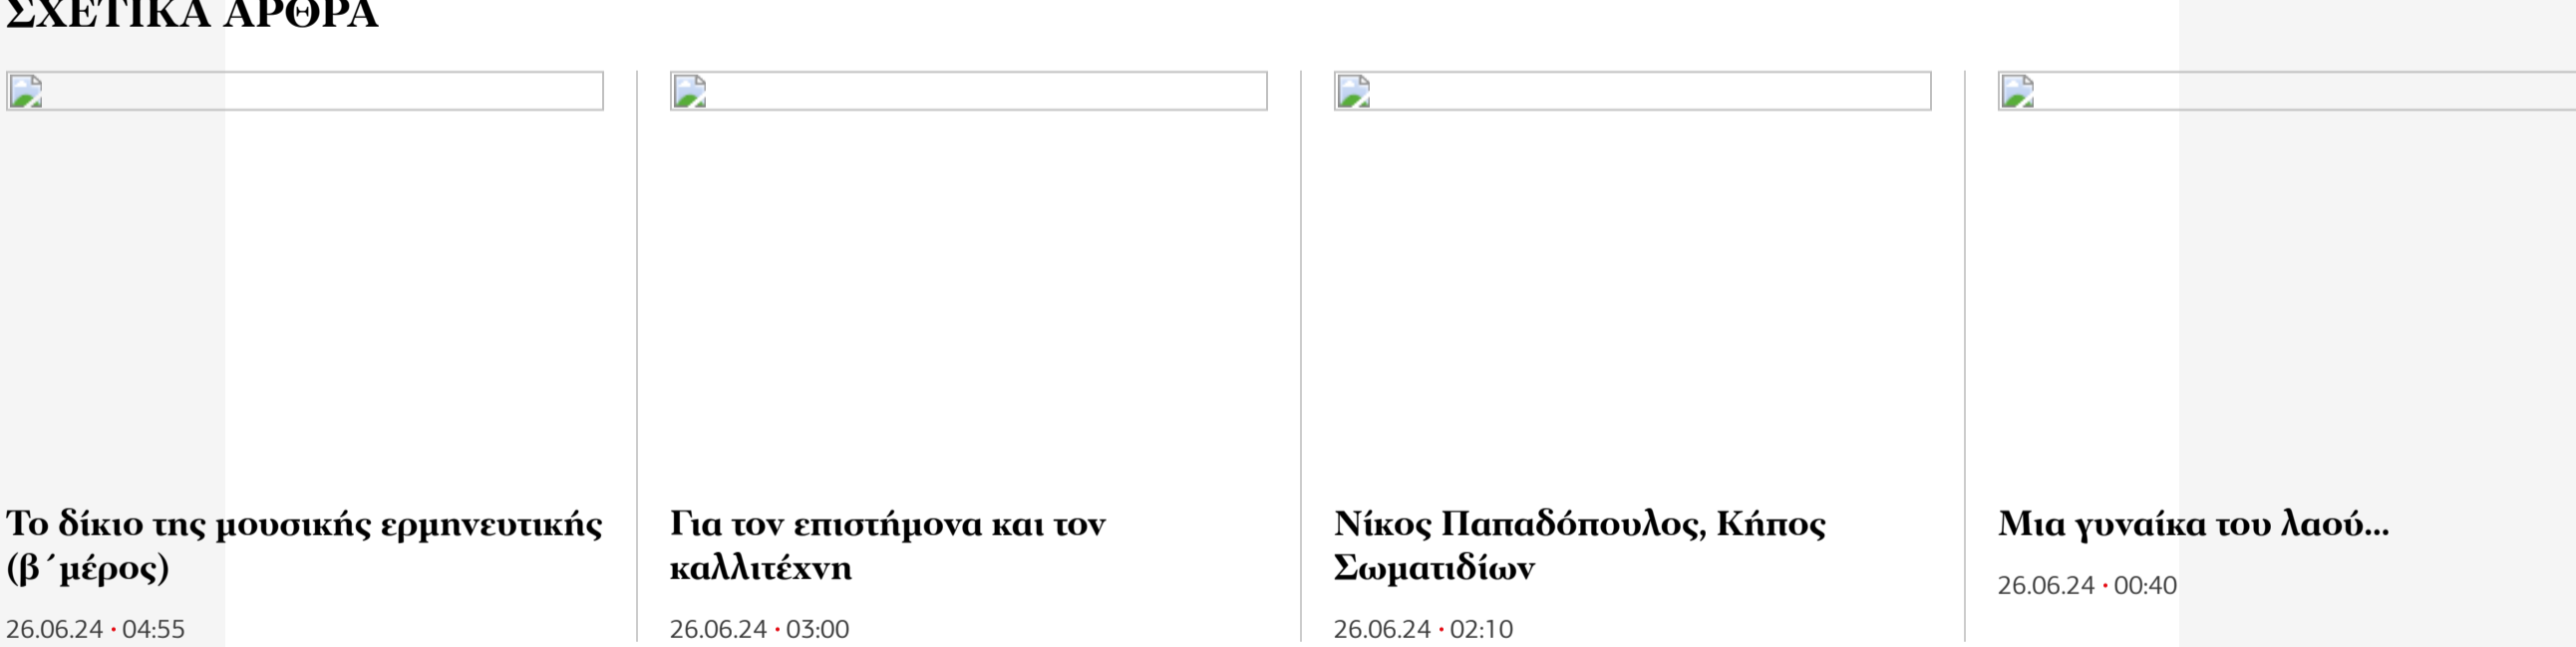 ΣΧΕΤΙΚΑ ΑΡΘΡΑ
Το δίκιο της μουσικής ερμηνευτικής
(β΄μέρος)
26.06.24 • 04:55
Για τον επιστήμονα και τον
καλλιτέχνη
26.06.24 • 03:00
Νίκος Παπαδόπουλος, Κήπος
Σωματιδίων
26.06.24 • 02:10
Μια γυναίκα του λαού...
26.06.24 • 00:40